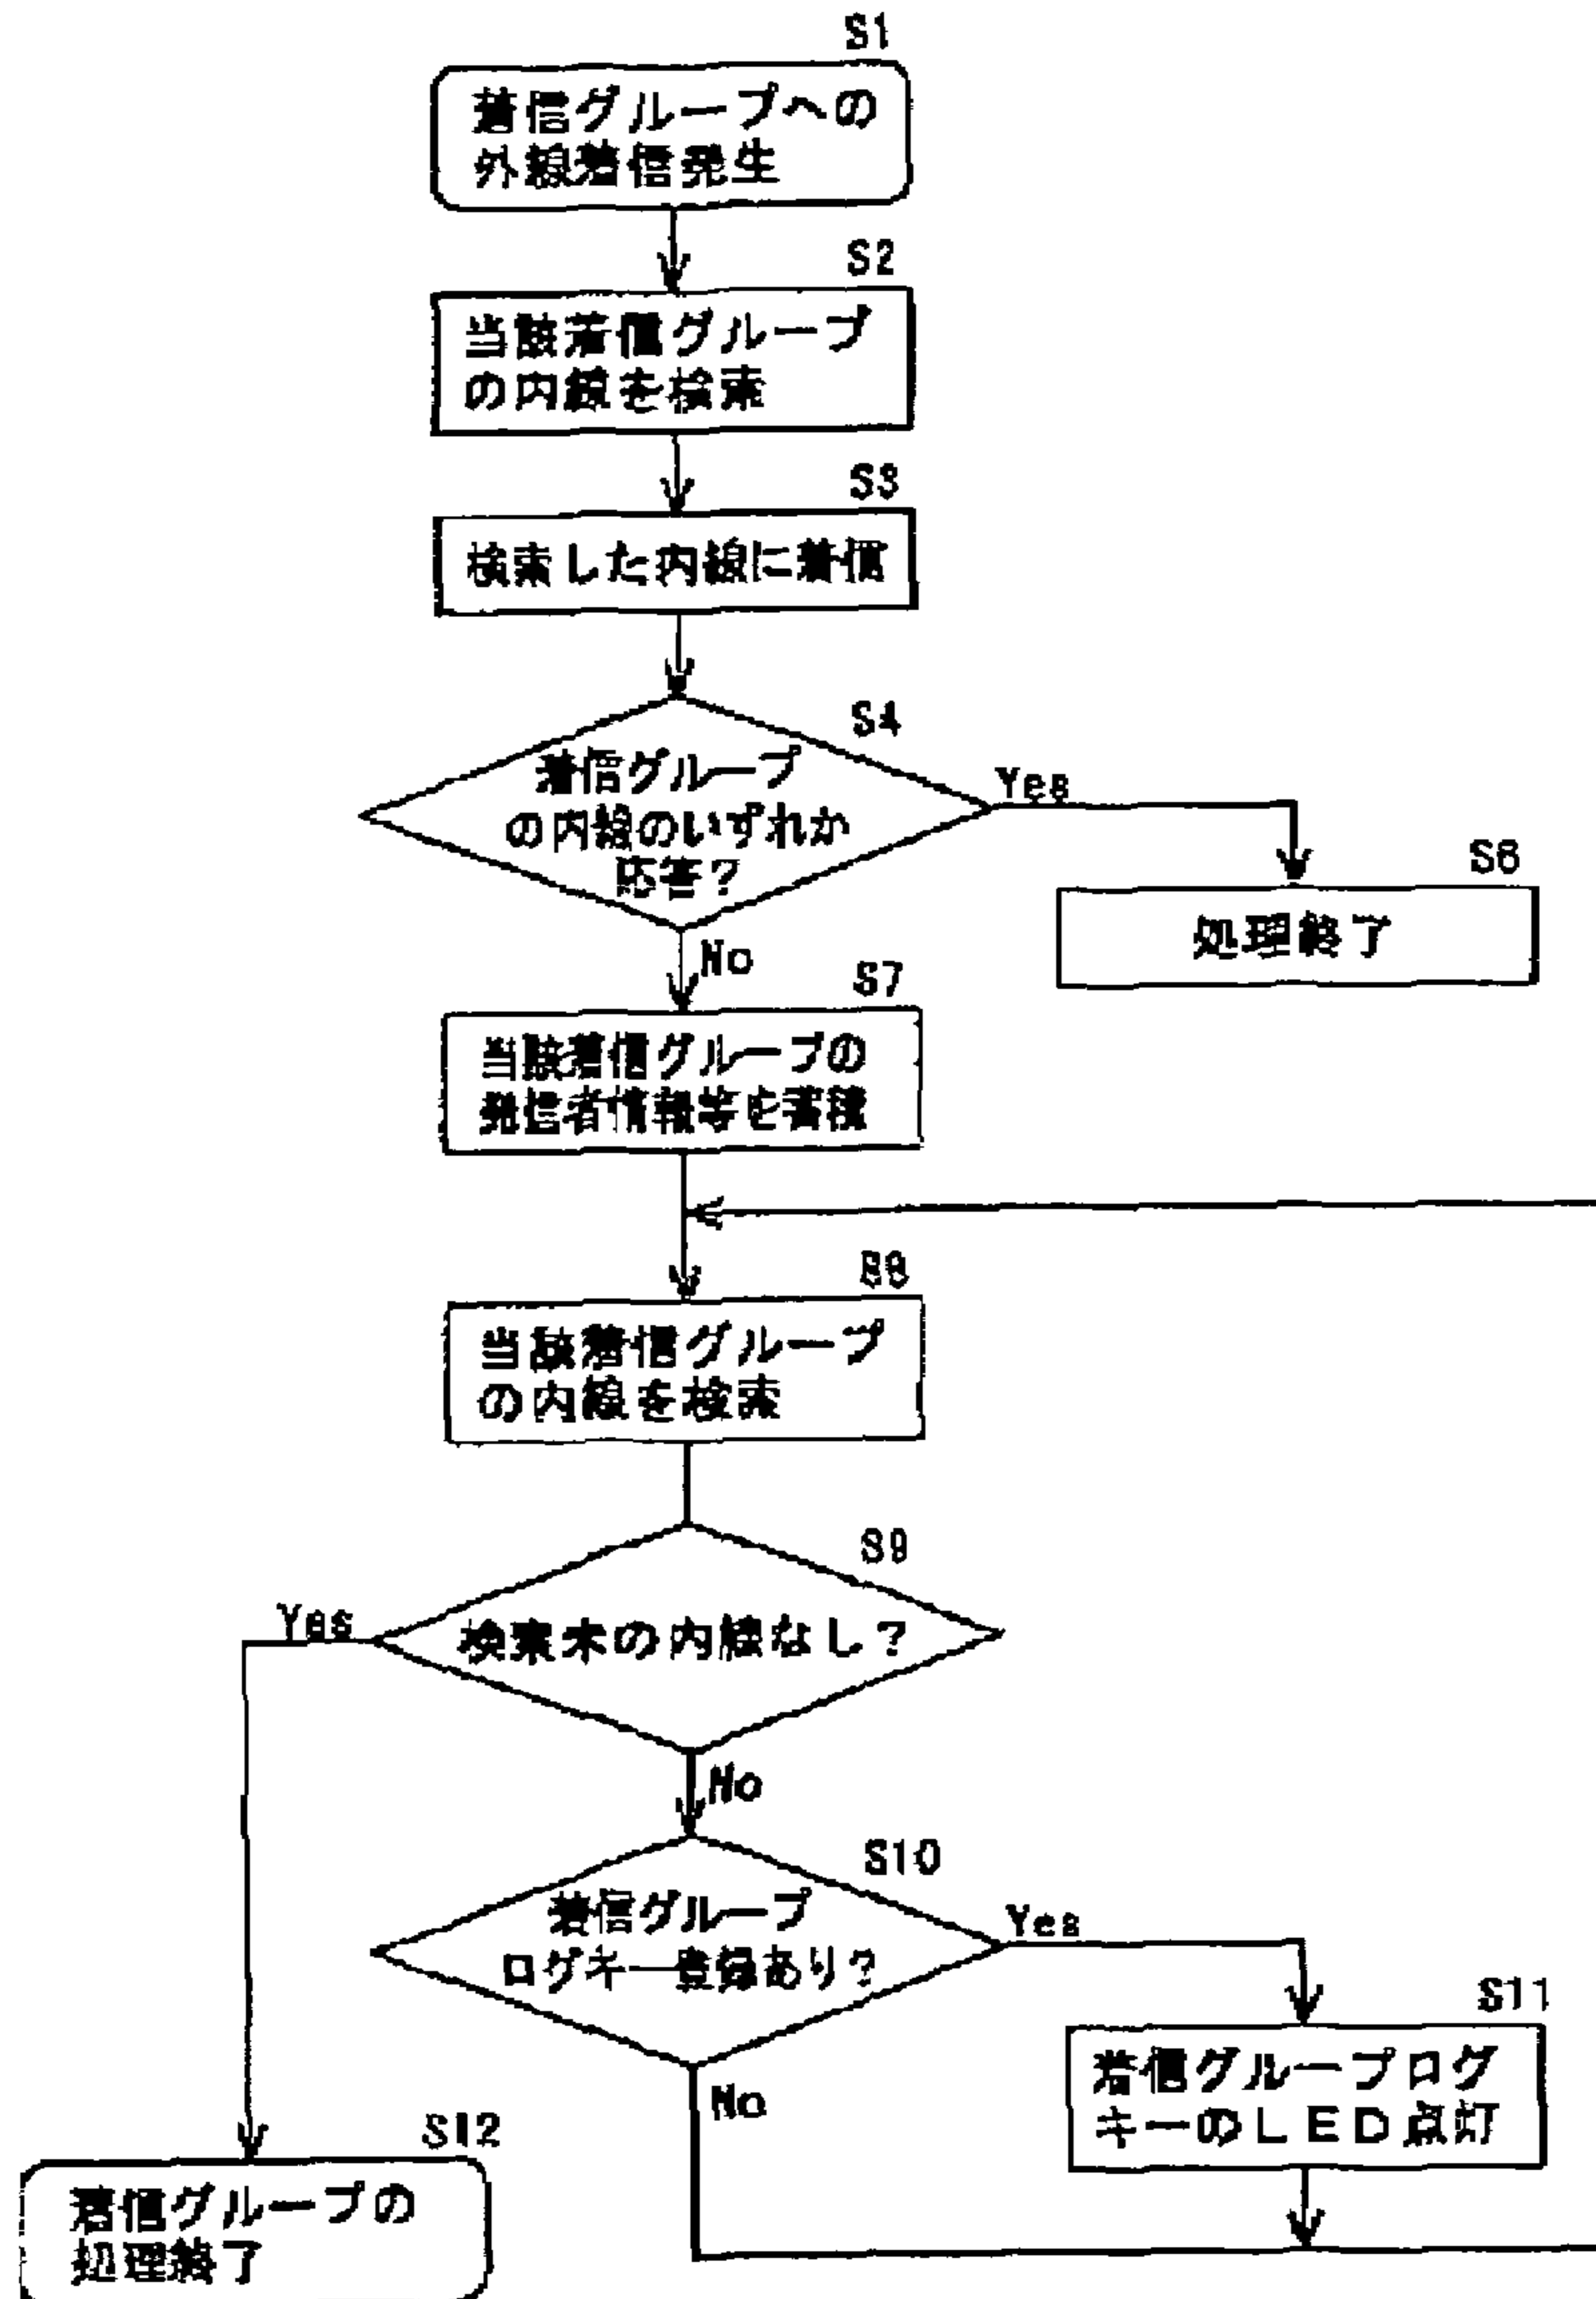 S1
着信グループへの
外線着信発生
S2
当該着信グループ
の内線を検索
S3
検索した内線に着信
S4
着信グループ
の内線のいずれか
応答?
Yes
S6
処理終了
No
S7
当該着信グループの
発信者情報等を蓄積
S8
当該着信グループ
の内線を検索
S9
Yes
検索未の内線なし?
No
S10
着信グループ
ログキー登録あり?
Yes
S11
着信グループログ
キーのLED点灯
No
S12
着信グループの
処理終了